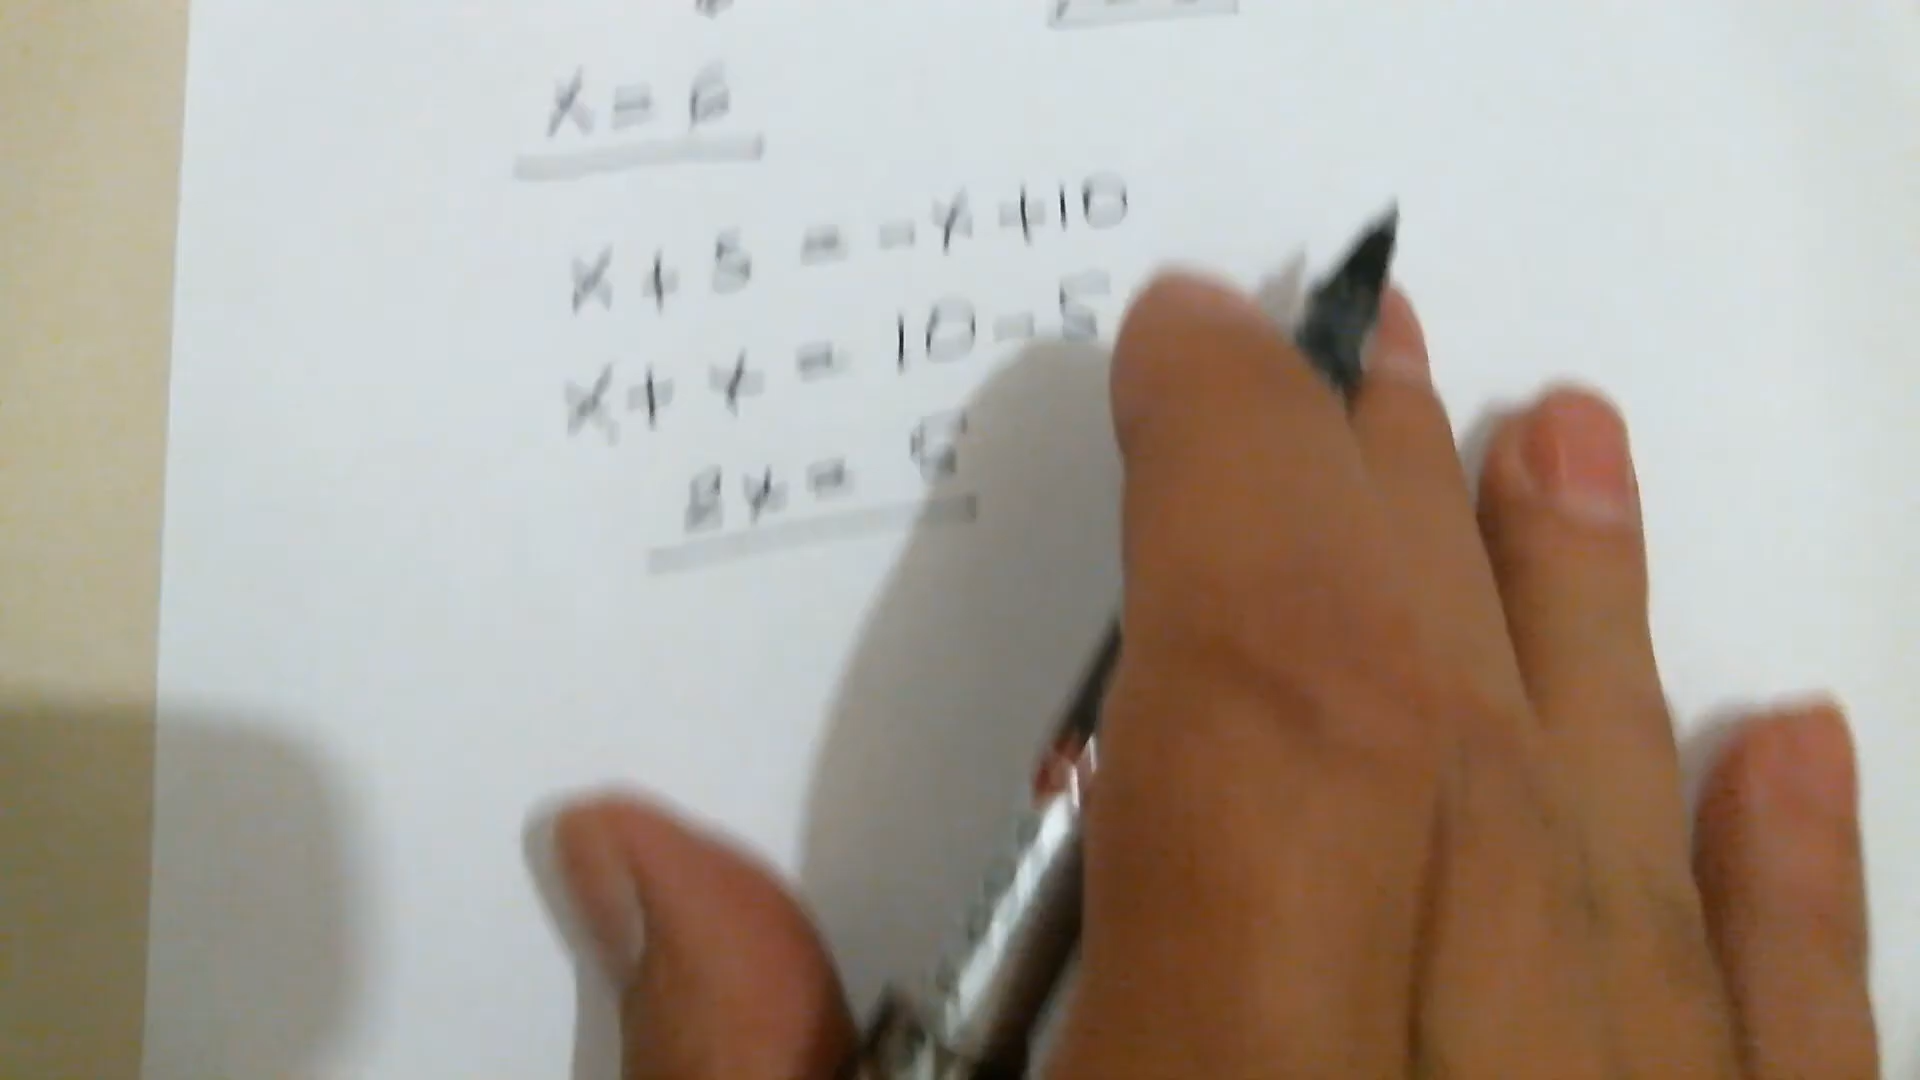 x = 6
x + 5 = -x + 10
x + x = 10 - 5
2x = 5